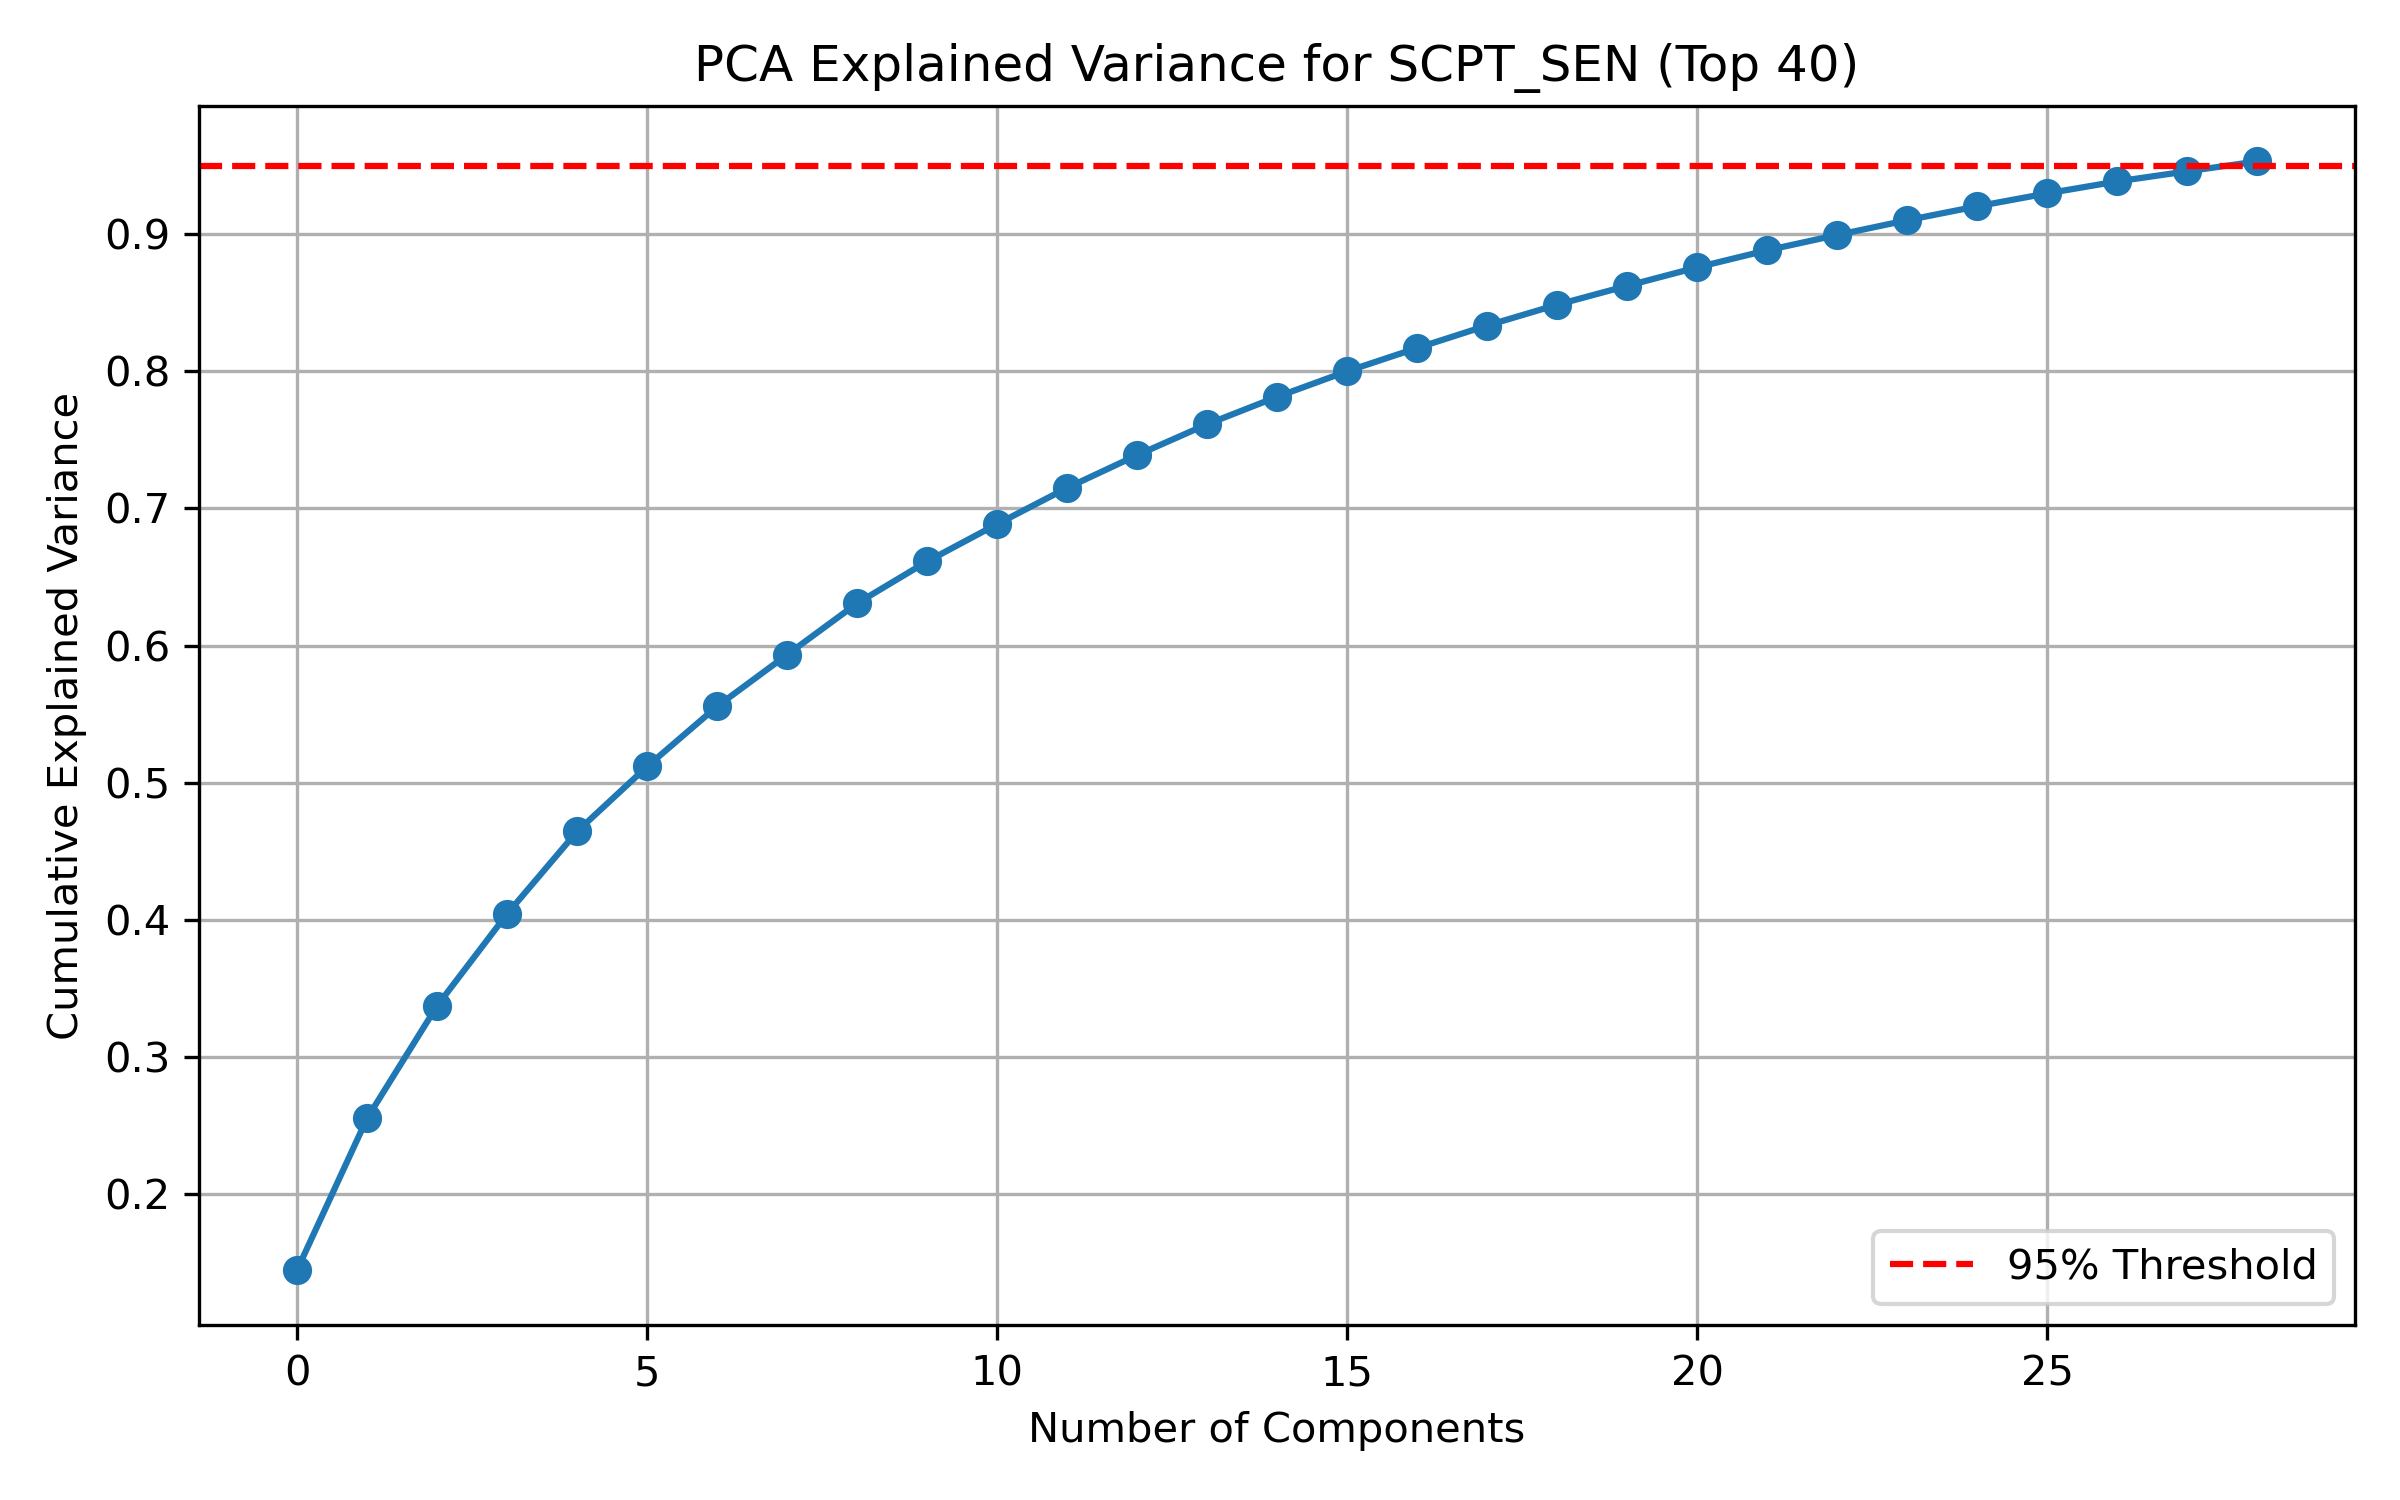 PCA Explained Variance for SCPT_SEN (Top 40)
Cumulative Explained Variance
0.9
0.8
0.7
0.6
0.5
0.4
0.3
0.2
95% Threshold
0 5 10 15 20 25
Number of Components